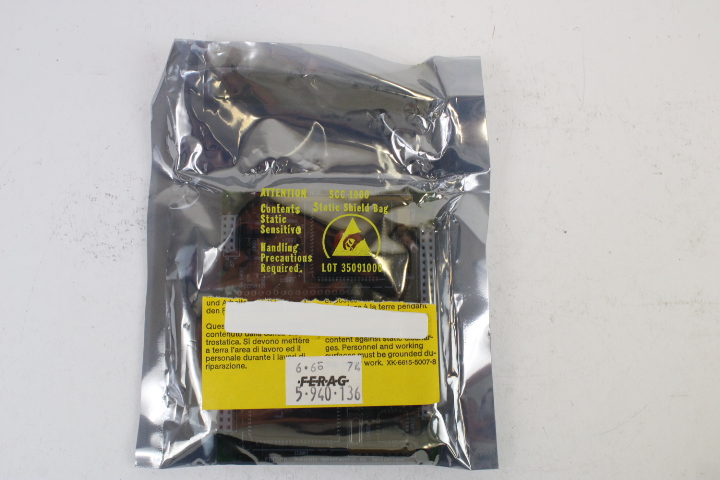 ATTENTION SCC 1000
Contents Static Shield Bag
Static
Sensitive
Handling
Precautions
Required.
LOT 35091000
und
den
à la terre pendant
contenuto dalla
trostatica. Si devono mettere
a terra l'area di lavoro ed il
personale durante i lavori di
riparazione.
content against static
ges. Personnel and working
surfaces must be grounded du-
work. XK-6615-5007-8
6.66 74
FERAG
5.940.136